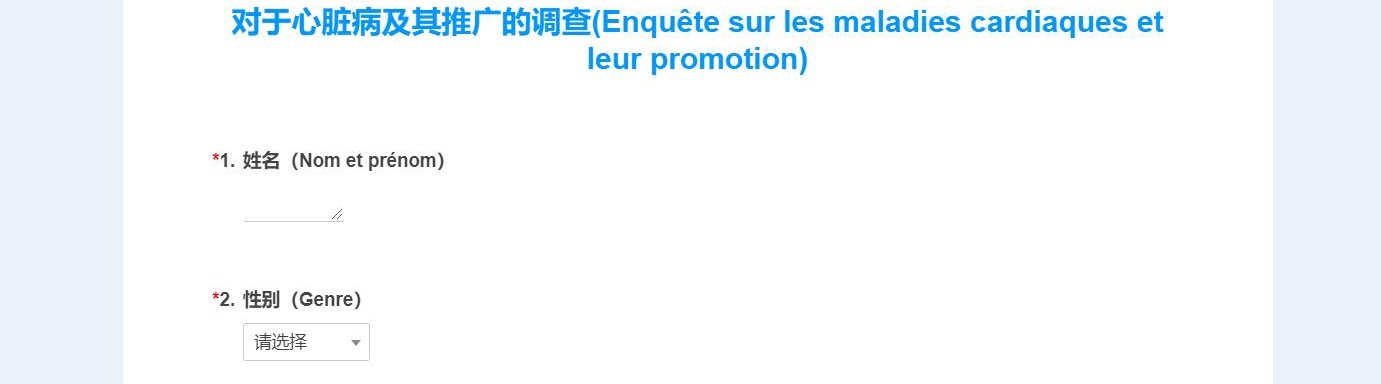 对于心脏病及其推广的调查(Enquête sur les maladies cardiaques et
leur promotion)
*1. 姓名（Nom et prénom）
*2. 性别（Genre）
请选择